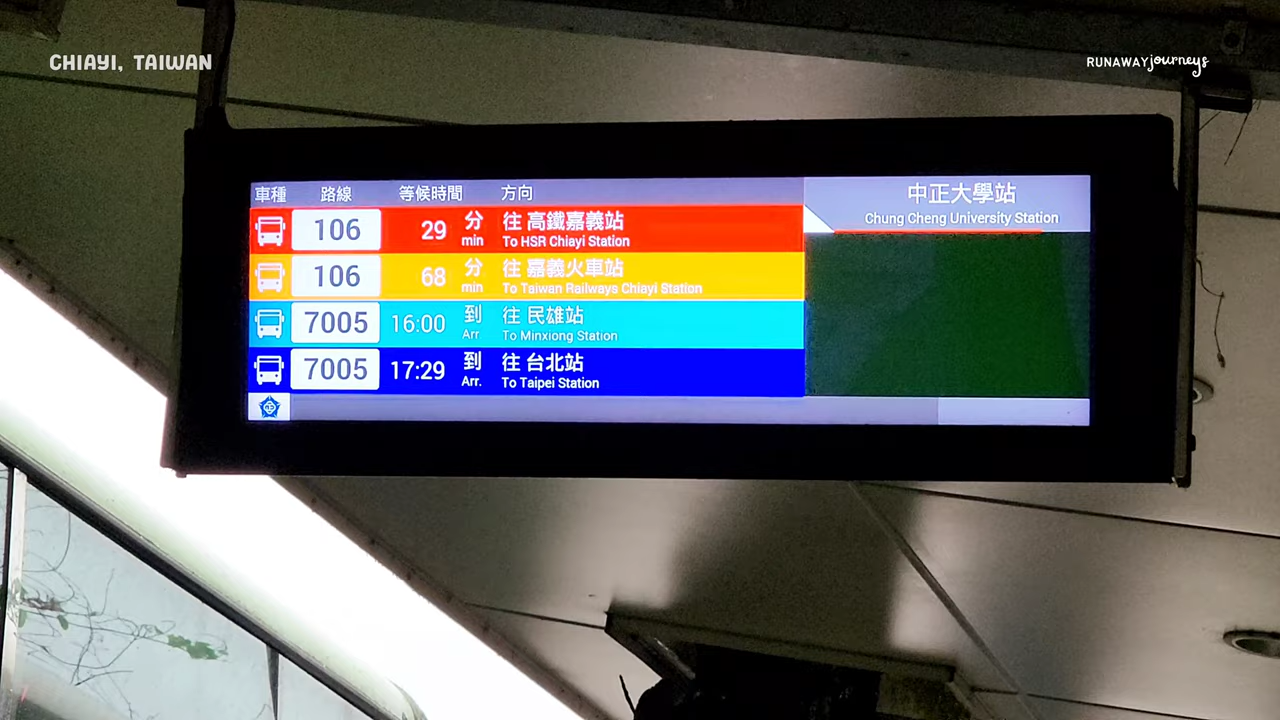 CHIAYI, TAIWAN
RUNAWAYjourneys
車種 路線 等候時間 方向
中正大學站
Chung Cheng University Station
106 29 分 min 往 高鐵嘉義站
To HSR Chiayi Station
106 68 分 min 往 嘉義火車站
To Taiwan Railways Chiayi Station
7005 16:00 到 Arr. 往 民雄站
To Minxiong Station
7005 17:29 到 Arr. 往 台北站
To Taipei Station